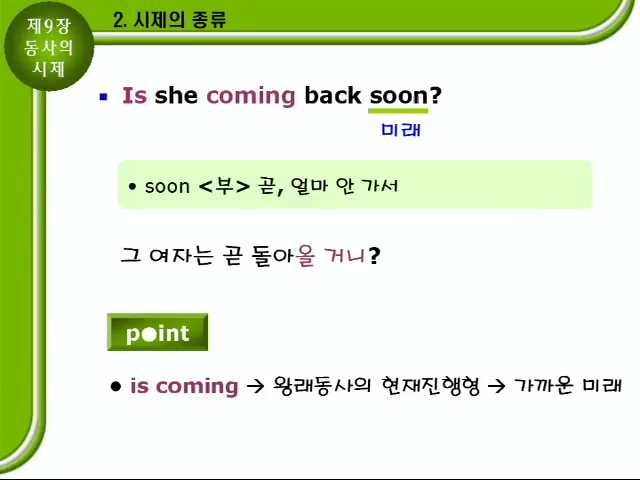 제9장
동사의
시제
2. 시제의 종류
▪ Is she coming back soon?
미래
• soon <부> 곧, 얼마 안 가서
그 여자는 곧 돌아올 거니?
point
● is coming → 왕래동사의 현재진행형 → 가까운 미래